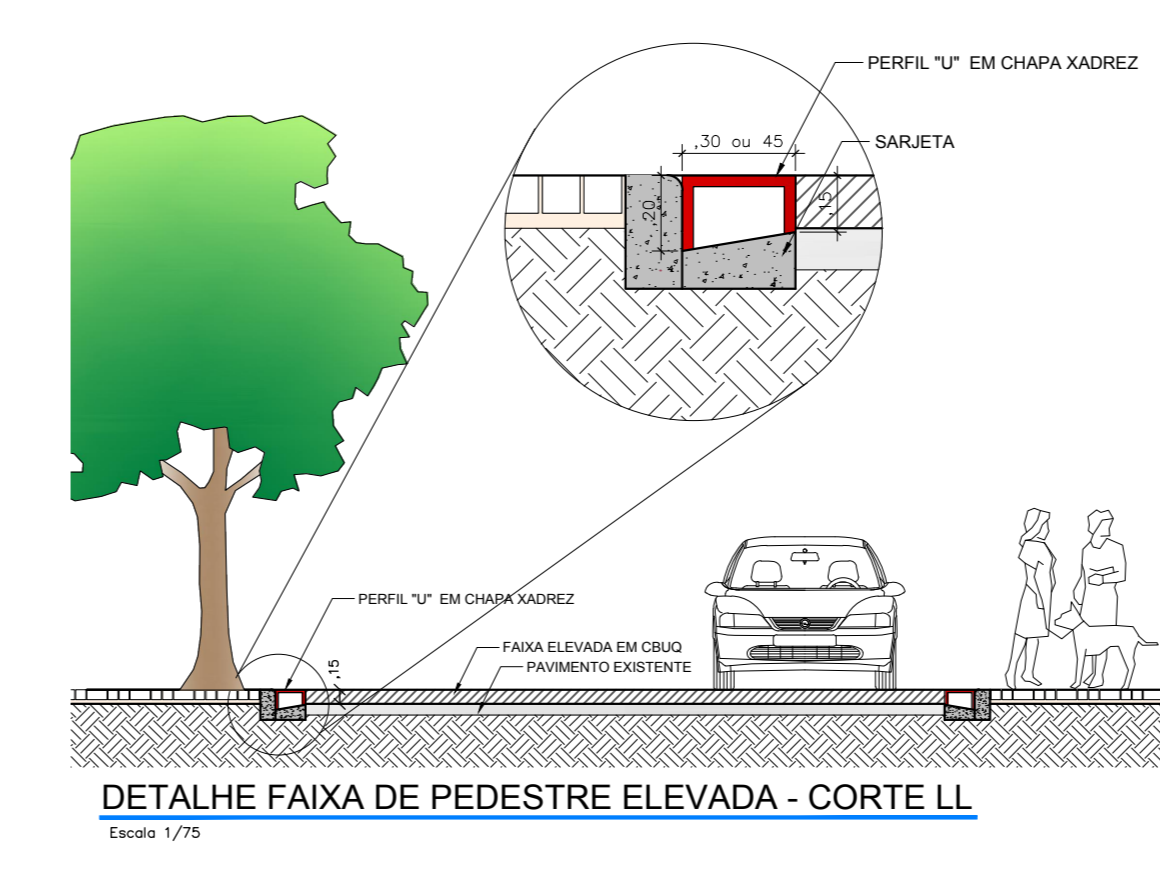 PERFIL "U" EM CHAPA XADREZ
,30 ou 45
SARJETA
,20
,15
PERFIL "U" EM CHAPA XADREZ
,15
FAIXA ELEVADA EM CBUQ
PAVIMENTO EXISTENTE
DETALHE FAIXA DE PEDESTRE ELEVADA - CORTE LL
Escala 1/75